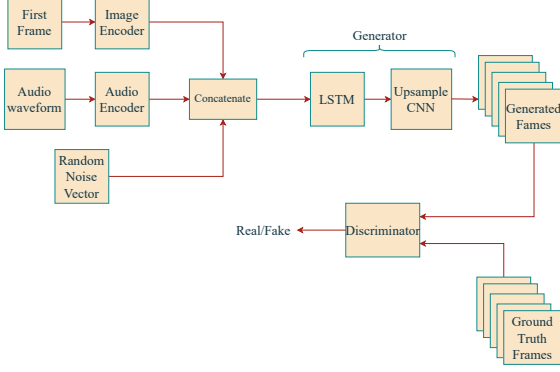 First
Frame
Image
Encoder
Generator
Audio
waveform
Audio
Encoder
Concatenate
LSTM
Upsample
CNN
Generated
Fames
Random
Noise
Vector
Real/Fake
Discriminator
Ground
Truth
Frames